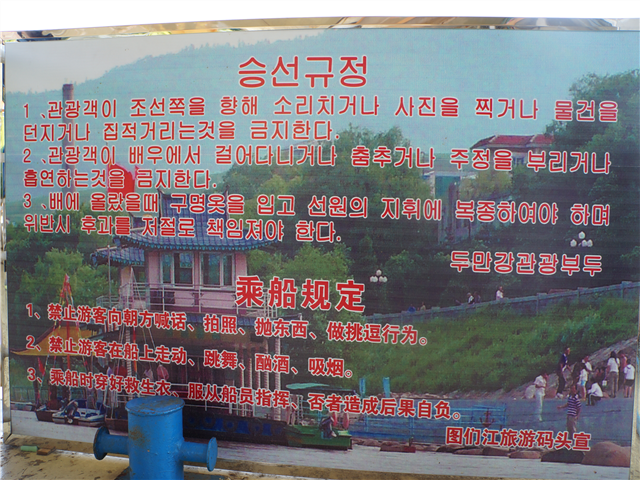 승선규정
1 、관광객이 조선쪽을 향해 소리치거나 사진을 찍거나 물건을
던지거나 집적거리는것을 금지한다.
2 、관광객이 배우에서 걸어다니거나 춤추거나 주정을 부리거나
흡연하는것을 금지한다.
3 、배에 올랐을때 구명옷을 입고 선원의 지휘에 복종하여야 하며
위반시 후과를 저절로 책임져야 한다.
두만강관광부두
乘船规定
1、禁止游客向朝方喊话、拍照、抛东西、做挑逗行为。
2、禁止游客在船上走动、跳舞、酗酒、吸烟。
3、乘船时穿好救生衣、服从船员指挥、否者造成后果自负。
图们江旅游码头宣